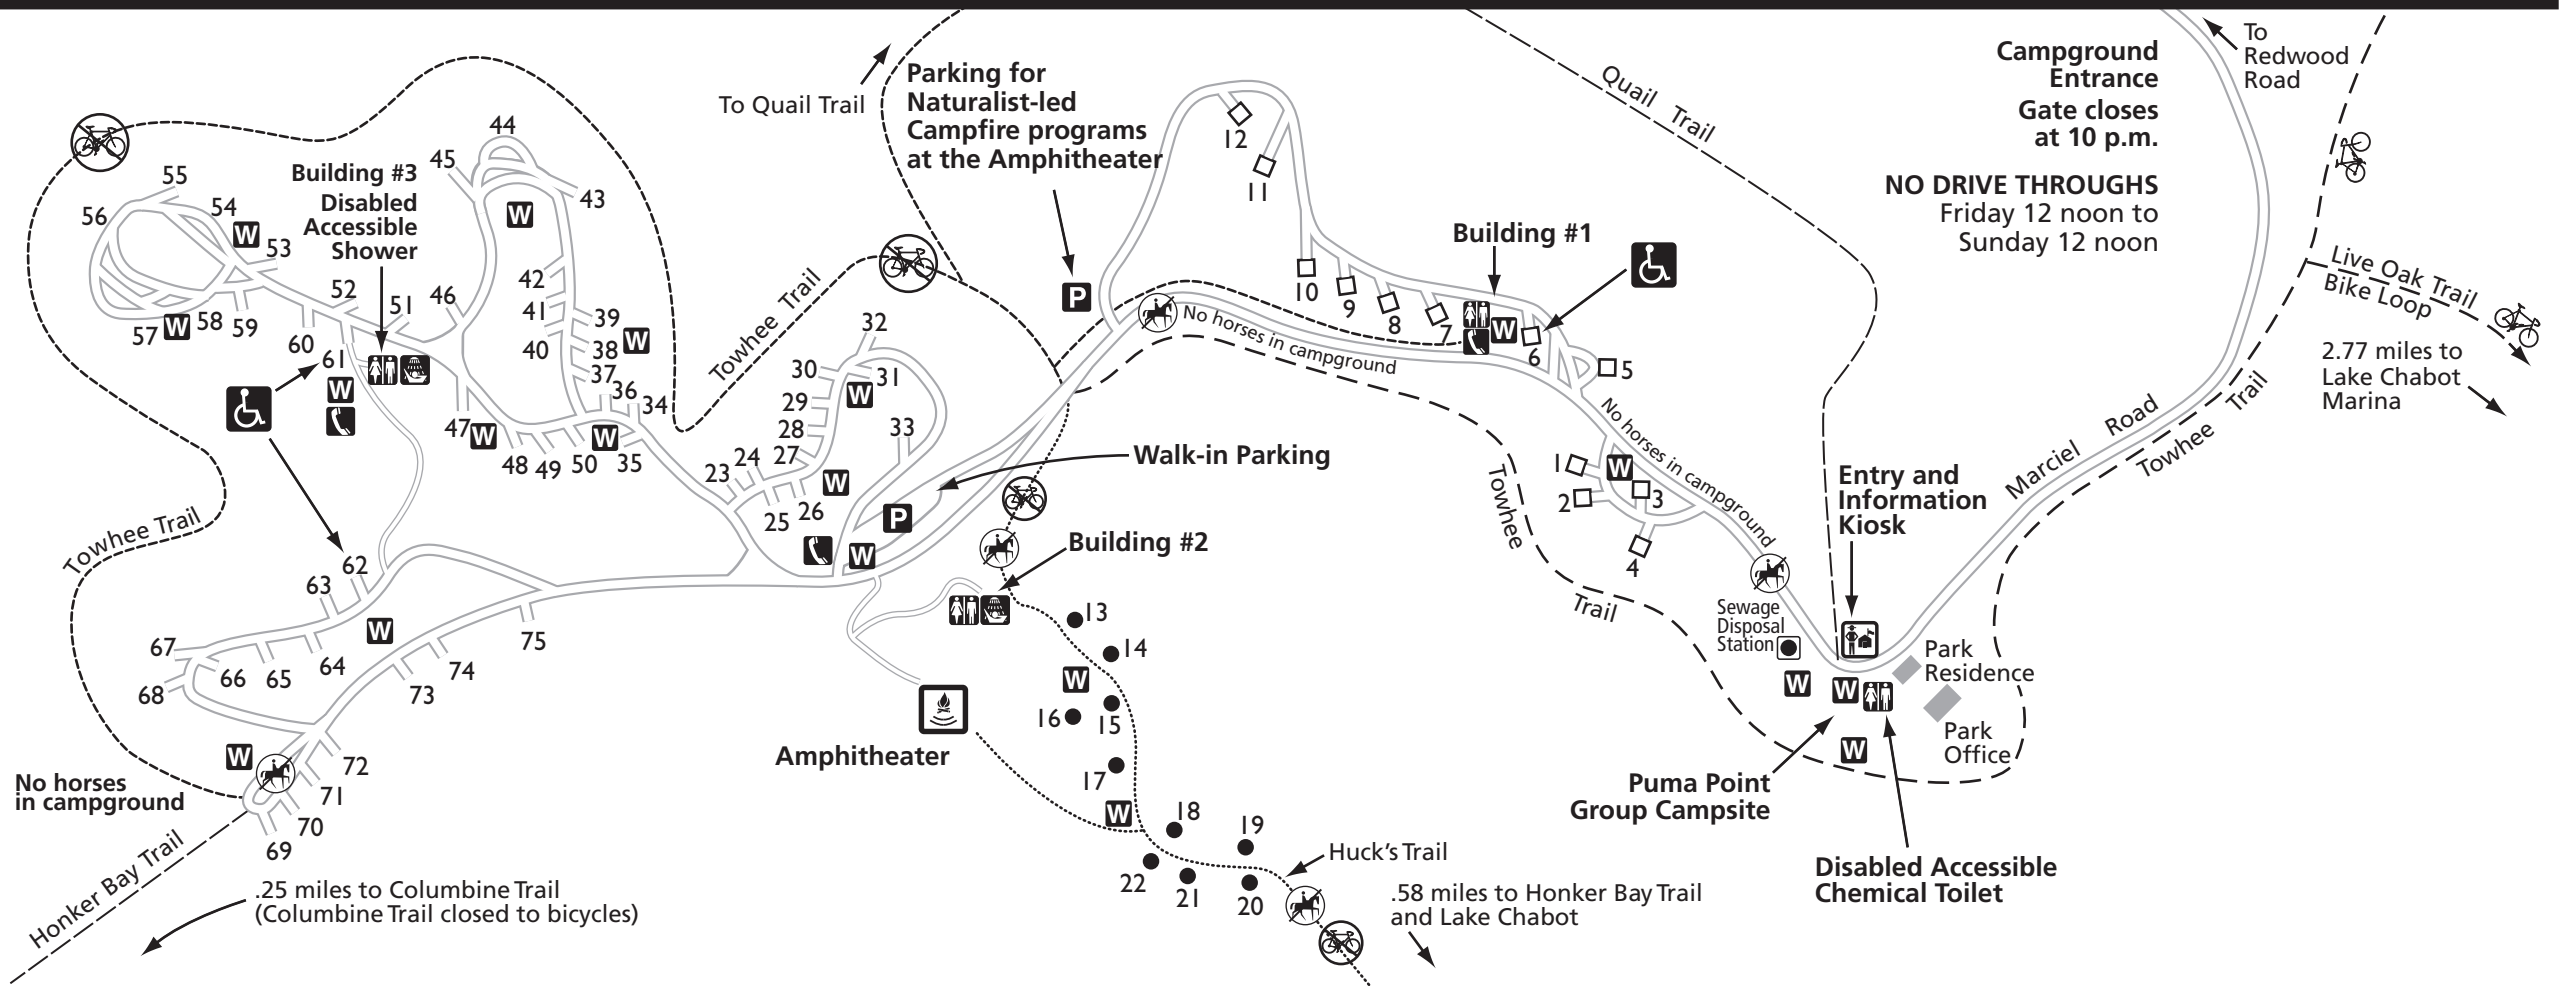 To
Redwood
Road
Campground
Entrance
Gate closes
at 10 p.m.
NO DRIVE THROUGHS
Friday 12 noon to
Sunday 12 noon
Quail Trail
Live Oak Trail
Bike Loop
2.77 miles to
Lake Chabot
Marina
Marciel Road
Towhee Trail
To Quail Trail
Parking for
Naturalist-led
Campfire programs
at the Amphitheater
P
Building #1
W
No horses in campground
12
11
10
9
8
7
6
5
No horses in campground
1
W
2
3
4
Towhee
Trail
Entry and
Information
Kiosk
Sewage
Disposal
Station
W
W
W
Park
Residence
Park
Office
Puma Point
Group Campsite
Disabled Accessible
Chemical Toilet
Building #3
Disabled
Accessible
Shower
44
45
43
W
55
54
56
W
53
52
51
46
42
41
40
39
38
W
37
36
34
57
W
58
59
60
61
W
47
W
48
49
50
W
35
Towhee Trail
32
30
31
W
29
28
27
33
23
24
25
26
W
Walk-in Parking
P
W
Building #2
Towhee Trail
62
63
W
67
66
65
64
68
75
74
73
72
71
70
69
W
No horses
in campground
Honker Bay Trail
.25 miles to Columbine Trail
(Columbine Trail closed to bicycles)
Amphitheater
13
14
W
16
15
17
W
18
19
22
21
20
Huck's Trail
.58 miles to Honker Bay Trail
and Lake Chabot